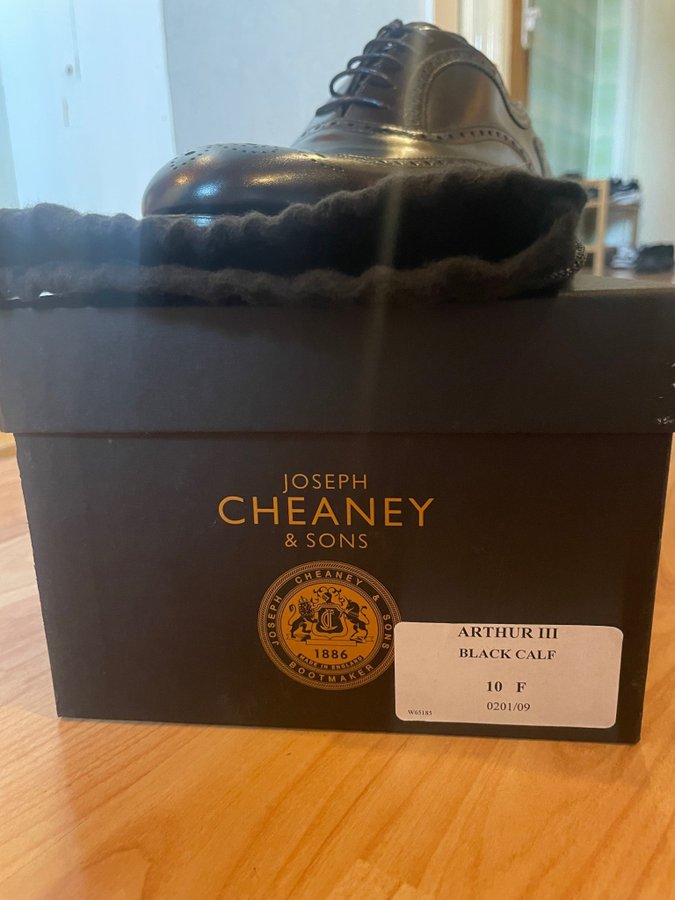 JOSEPH
CHEANEY
& SONS
JOSEPH CHEANEY & SONS
1886
MADE IN ENGLAND
BOOTMAKER
ARTHUR III
BLACK CALF
10 F
0201/09
W65185